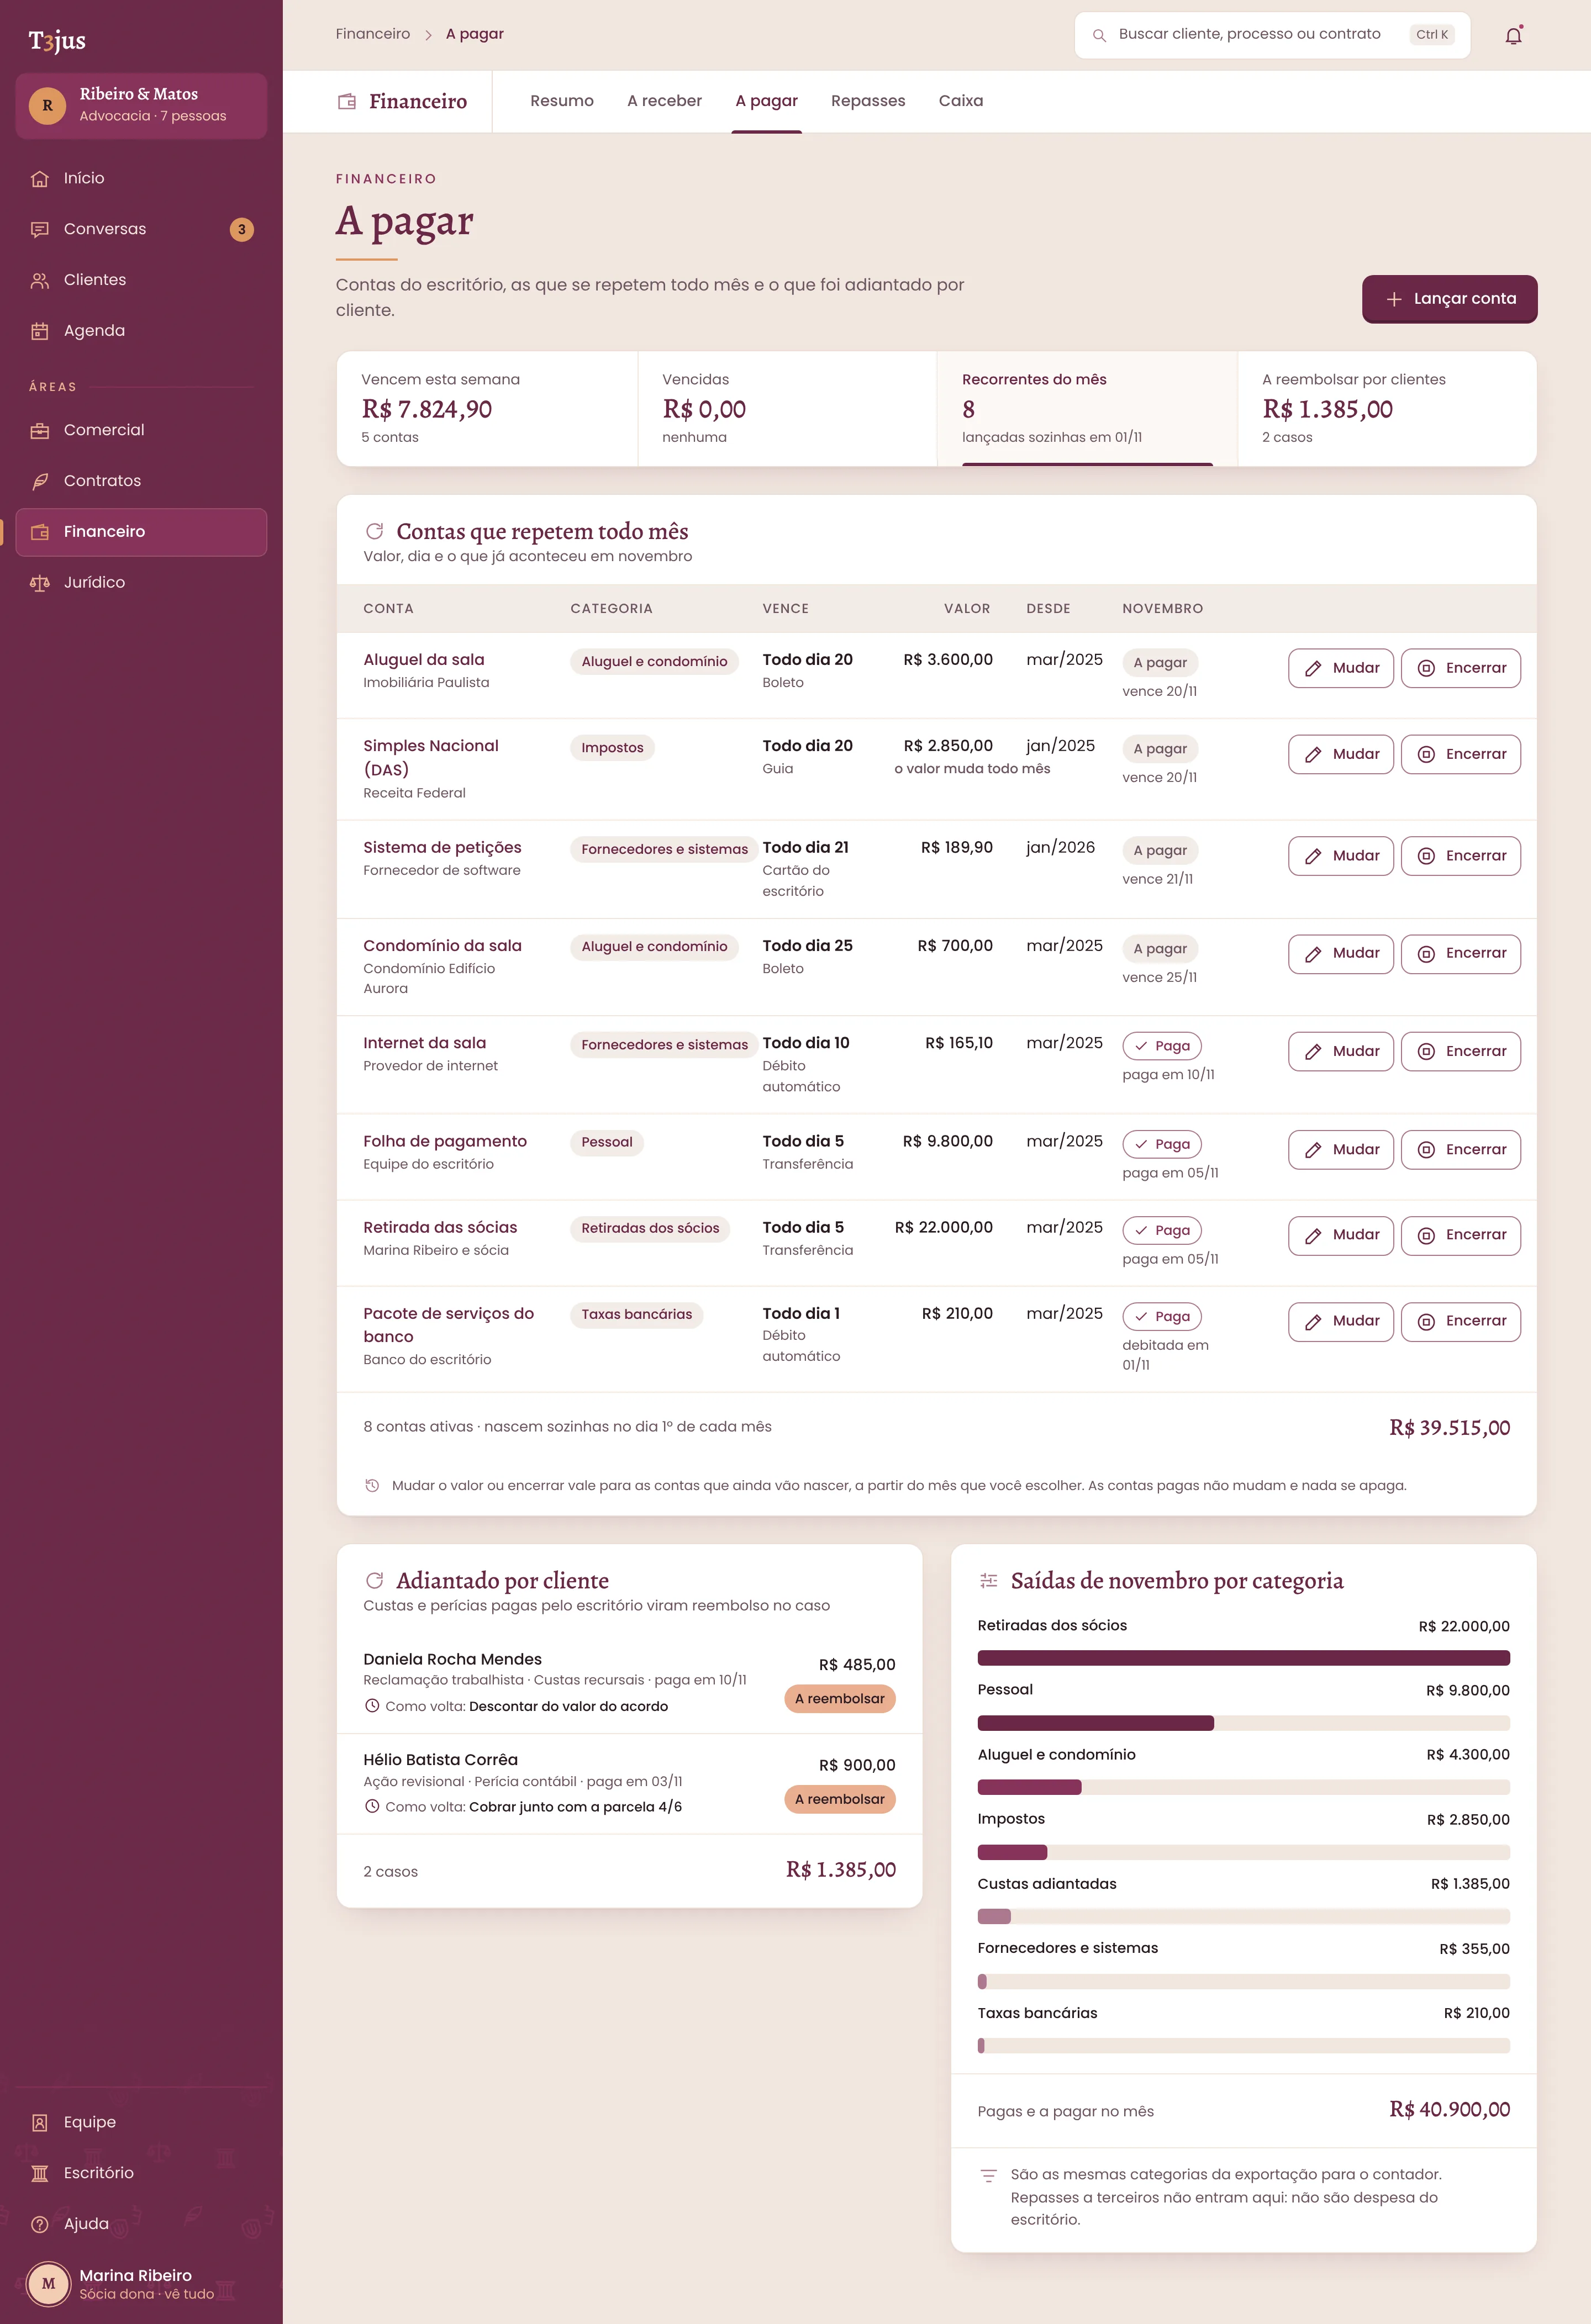 T3jus
R
Ribeiro & Matos
Advocacia · 7 pessoas
Início
Conversas
3
Clientes
Agenda
ÁREAS
Comercial
Contratos
Financeiro
Jurídico
Equipe
Escritório
Ajuda
M
Marina Ribeiro
Sócia dona · vê tudo
Financeiro
A pagar
Buscar cliente, processo ou contrato
Ctrl K
Financeiro
Resumo
A receber
A pagar
Repasses
Caixa
FINANCEIRO
A pagar
Contas do escritório, as que se repetem todo mês e o que foi adiantado por
cliente.
Lançar conta
Vencem esta semana
R$ 7.824,90
5 contas
Vencidas
R$ 0,00
nenhuma
Recorrentes do mês
8
lançadas sozinhas em 01/11
A reembolsar por clientes
R$ 1.385,00
2 casos
Contas que repetem todo mês
Valor, dia e o que já aconteceu em novembro
CONTA CATEGORIA VENCE VALOR DESDE NOVEMBRO
Aluguel da sala Aluguel e condomínio Todo dia 20 R$ 3.600,00 mar/2025 A pagar Mudar Encerrar
Imobiliária Paulista Boleto vence 20/11
Simples Nacional Impostos Todo dia 20 R$ 2.850,00 jan/2025 A pagar Mudar Encerrar
(DAS) Guia o valor muda todo mês vence 20/11
Receita Federal
Sistema de petições Fornecedores e sistemas Todo dia 21 R$ 189,90 jan/2026 A pagar Mudar Encerrar
Fornecedor de software Cartão do vence 21/11
escritório
Condomínio da sala Aluguel e condomínio Todo dia 25 R$ 700,00 mar/2025 A pagar Mudar Encerrar
Condomínio Edifício Boleto vence 25/11
Aurora
Internet da sala Fornecedores e sistemas Todo dia 10 R$ 165,10 mar/2025 Paga Mudar Encerrar
Provedor de internet Débito paga em 10/11
automático
Folha de pagamento Pessoal Todo dia 5 R$ 9.800,00 mar/2025 Paga Mudar Encerrar
Equipe do escritório Transferência paga em 05/11
Retirada das sócias Retiradas dos sócios Todo dia 5 R$ 22.000,00 mar/2025 Paga Mudar Encerrar
Marina Ribeiro e sócia Transferência paga em 05/11
Pacote de serviços do Taxas bancárias Todo dia 1 R$ 210,00 mar/2025 Paga Mudar Encerrar
banco Débito debitada em
Banco do escritório automático 01/11
8 contas ativas · nascem sozinhas no dia 1º de cada mês R$ 39.515,00
Mudar o valor ou encerrar vale para as contas que ainda vão nascer, a partir do mês que você escolher. As contas pagas não mudam e nada se apaga.
Adiantado por cliente
Custas e perícias pagas pelo escritório viram reembolso no caso
Daniela Rocha Mendes R$ 485,00
Reclamação trabalhista · Custas recursais · paga em 10/11
Como volta: Descontar do valor do acordo A reembolsar
Hélio Batista Corrêa R$ 900,00
Ação revisional · Perícia contábil · paga em 03/11
Como volta: Cobrar junto com a parcela 4/6 A reembolsar
2 casos R$ 1.385,00
Saídas de novembro por categoria
Retiradas dos sócios R$ 22.000,00
Pessoal R$ 9.800,00
Aluguel e condomínio R$ 4.300,00
Impostos R$ 2.850,00
Custas adiantadas R$ 1.385,00
Fornecedores e sistemas R$ 355,00
Taxas bancárias R$ 210,00
Pagas e a pagar no mês R$ 40.900,00
São as mesmas categorias da exportação para o contador.
Repasses a terceiros não entram aqui: não são despesa do
escritório.